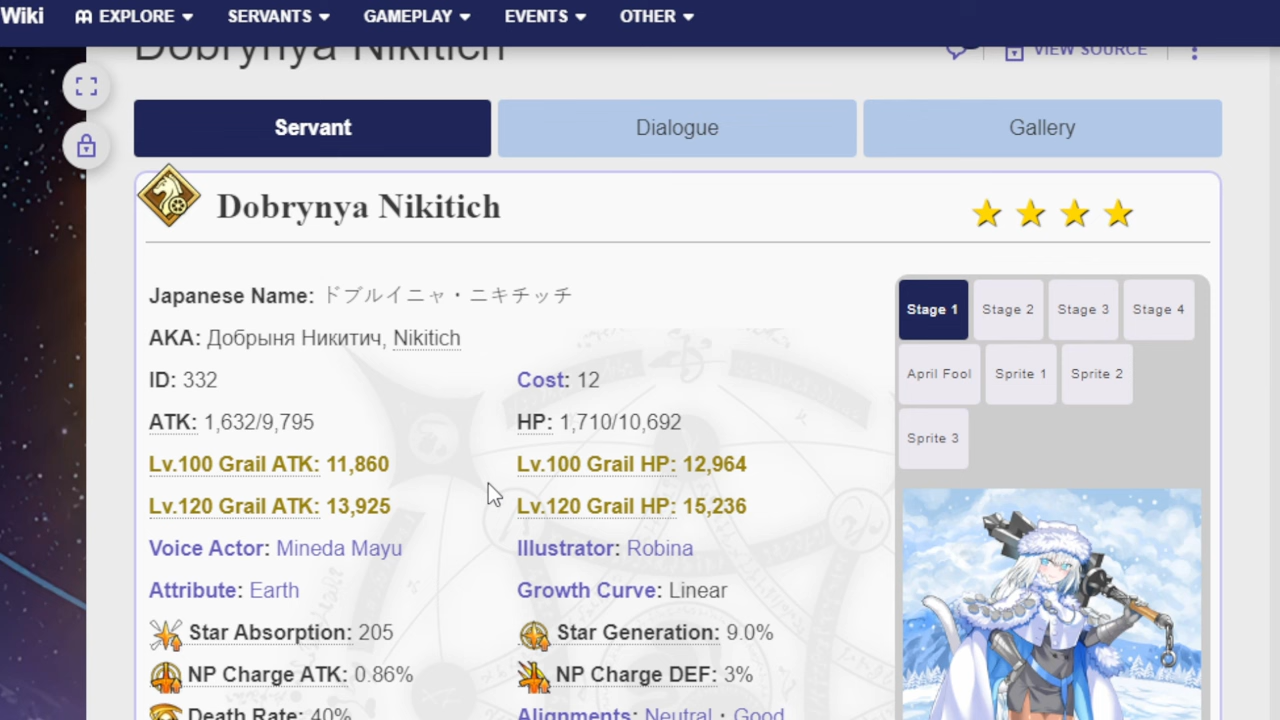 Wiki EXPLORE SERVANTS GAMEPLAY EVENTS OTHER
Dobrynya Nikitich
VIEW SOURCE
Servant Dialogue Gallery
Dobrynya Nikitich
Japanese Name: ドブルイニャ・ニキチッチ
AKA: Добрыня Никитич, Nikitich
ID: 332 Cost: 12
ATK: 1,632/9,795 HP: 1,710/10,692
Lv.100 Grail ATK: 11,860 Lv.100 Grail HP: 12,964
Lv.120 Grail ATK: 13,925 Lv.120 Grail HP: 15,236
Voice Actor: Mineda Mayu Illustrator: Robina
Attribute: Earth Growth Curve: Linear
Star Absorption: 205 Star Generation: 9.0%
NP Charge ATK: 0.86% NP Charge DEF: 3%
Death Rate: 40% Alignments: Neutral・Good
Stage 1 Stage 2 Stage 3 Stage 4
April Fool Sprite 1 Sprite 2
Sprite 3